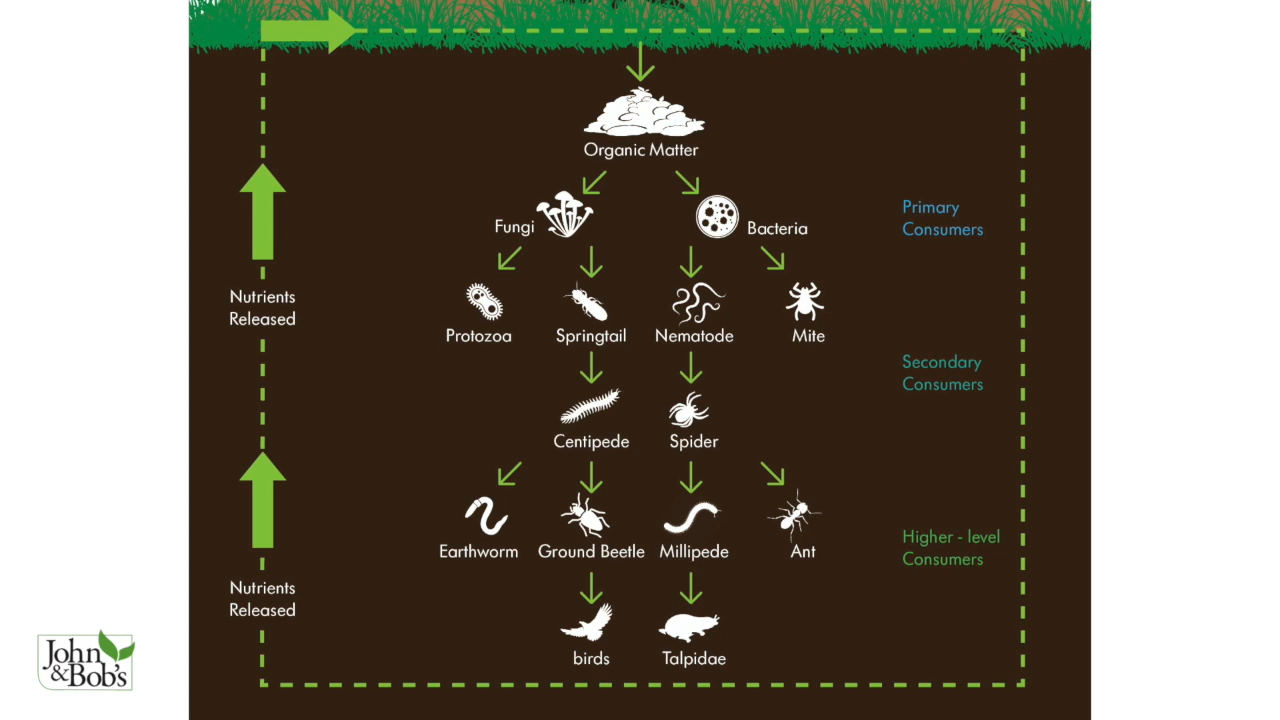 Organic Matter
Fungi
Bacteria
Primary
Consumers
Nutrients
Released
Protozoa
Springtail
Nematode
Mite
Secondary
Consumers
Centipede
Spider
Earthworm
Ground Beetle
Millipede
Ant
Higher - level
Consumers
Nutrients
Released
birds
Talpidae
John
&Bob's